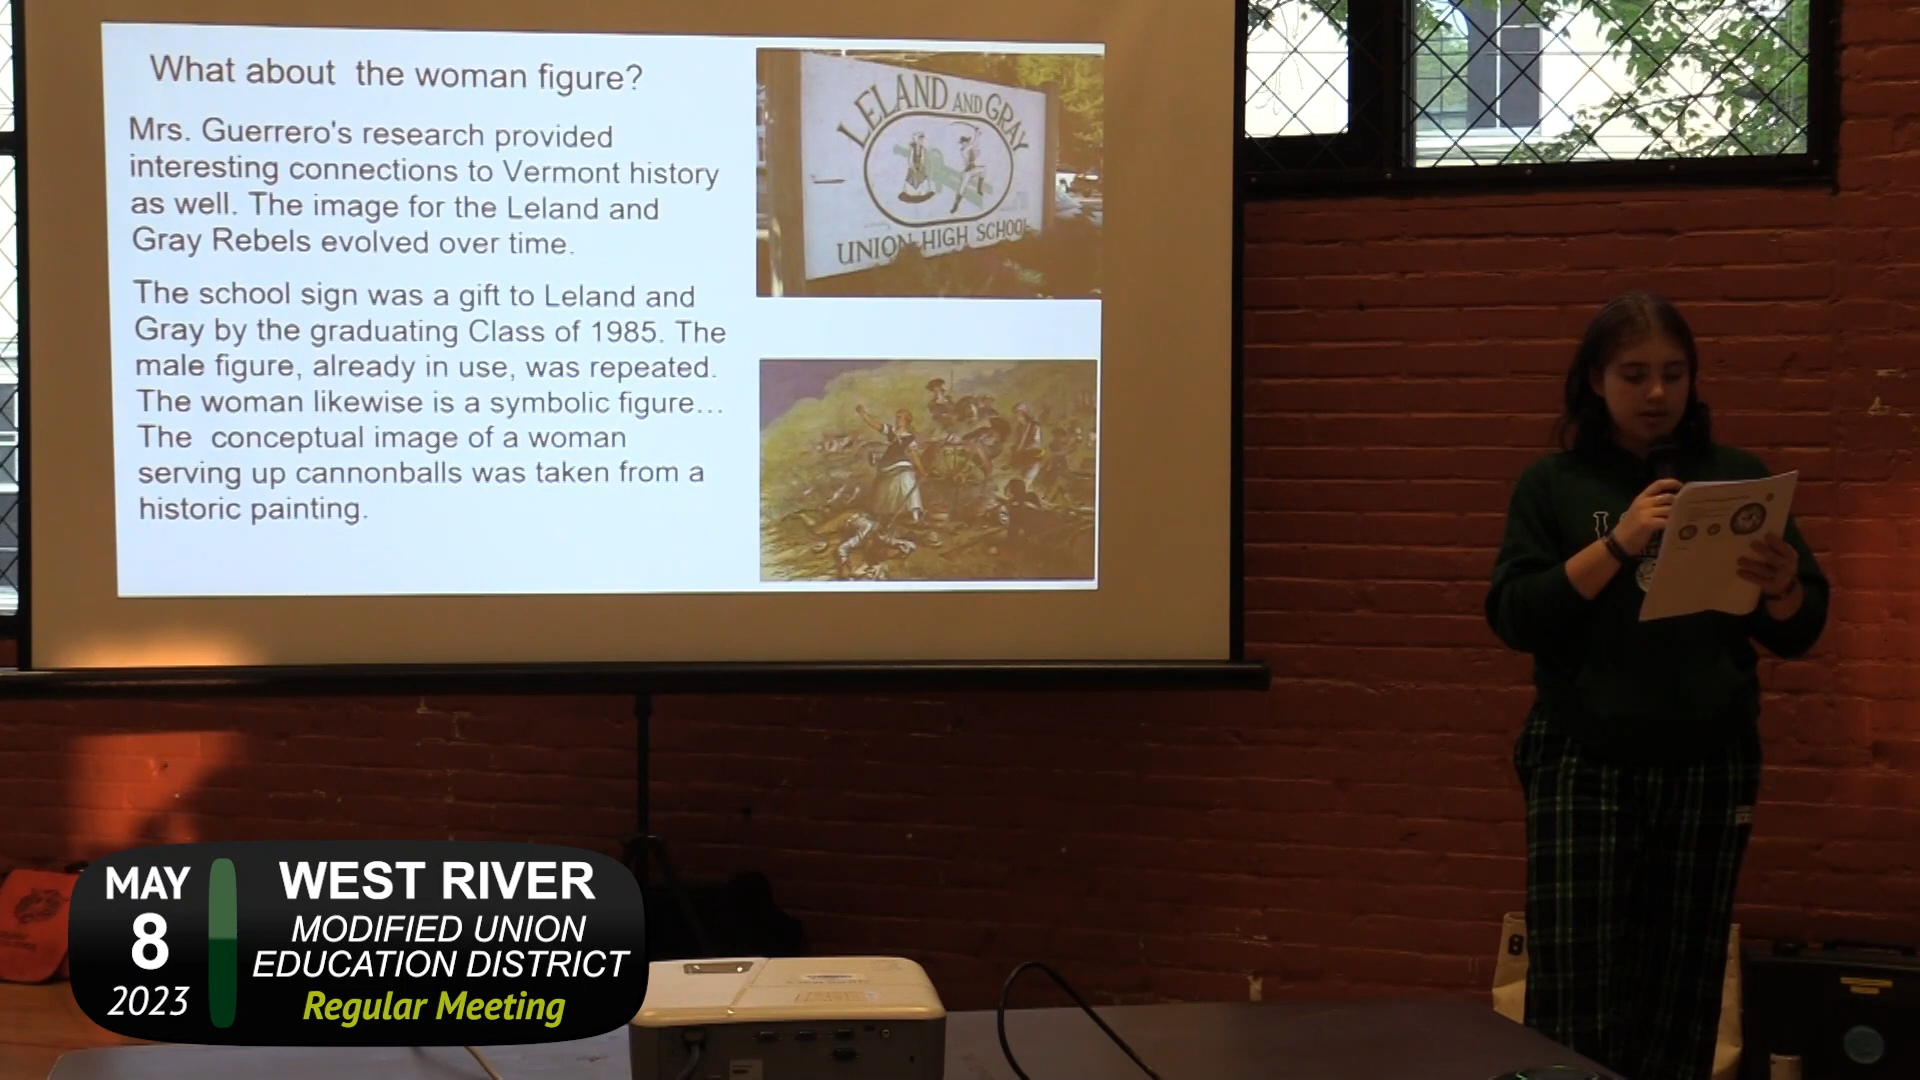 What about the woman figure?
Mrs. Guerrero's research provided
interesting connections to Vermont history
as well. The image for the Leland and
Gray Rebels evolved over time.
The school sign was a gift to Leland and
Gray by the graduating Class of 1985. The
male figure, already in use, was repeated.
The woman likewise is a symbolic figure…
The conceptual image of a woman
serving up cannonballs was taken from a
historic painting.
LELAND AND GRAY
UNION HIGH SCHOOL
MAY
8
2023
WEST RIVER
MODIFIED UNION
EDUCATION DISTRICT
Regular Meeting